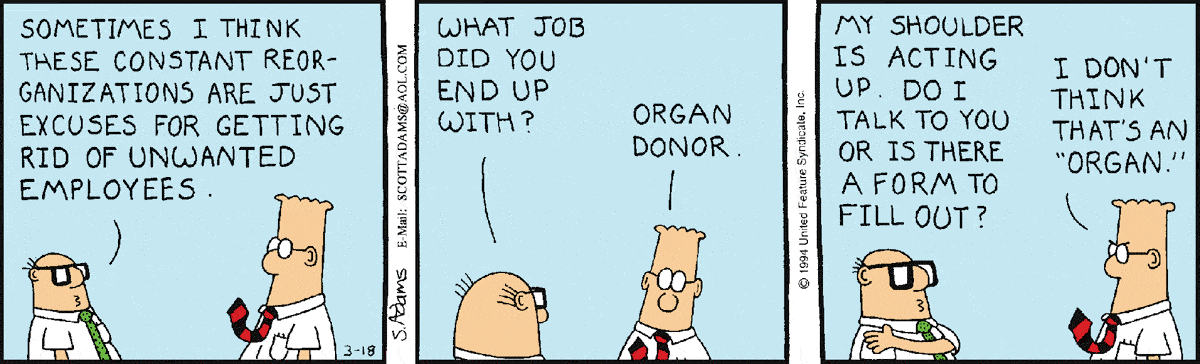 SOMETIMES I THINK
THESE CONSTANT REOR-
GANIZATIONS ARE JUST
EXCUSES FOR GETTING
RID OF UNWANTED
EMPLOYEES.
3-18
S.Adams E-Mail: SCOTTADAMS@AOL.COM
WHAT JOB
DID YOU
END UP
WITH?
ORGAN
DONOR.
© 1994 United Feature Syndicate, Inc.
MY SHOULDER
IS ACTING
UP. DO I
TALK TO YOU
OR IS THERE
A FORM TO
FILL OUT?
I DON'T
THINK
THAT'S AN
"ORGAN."